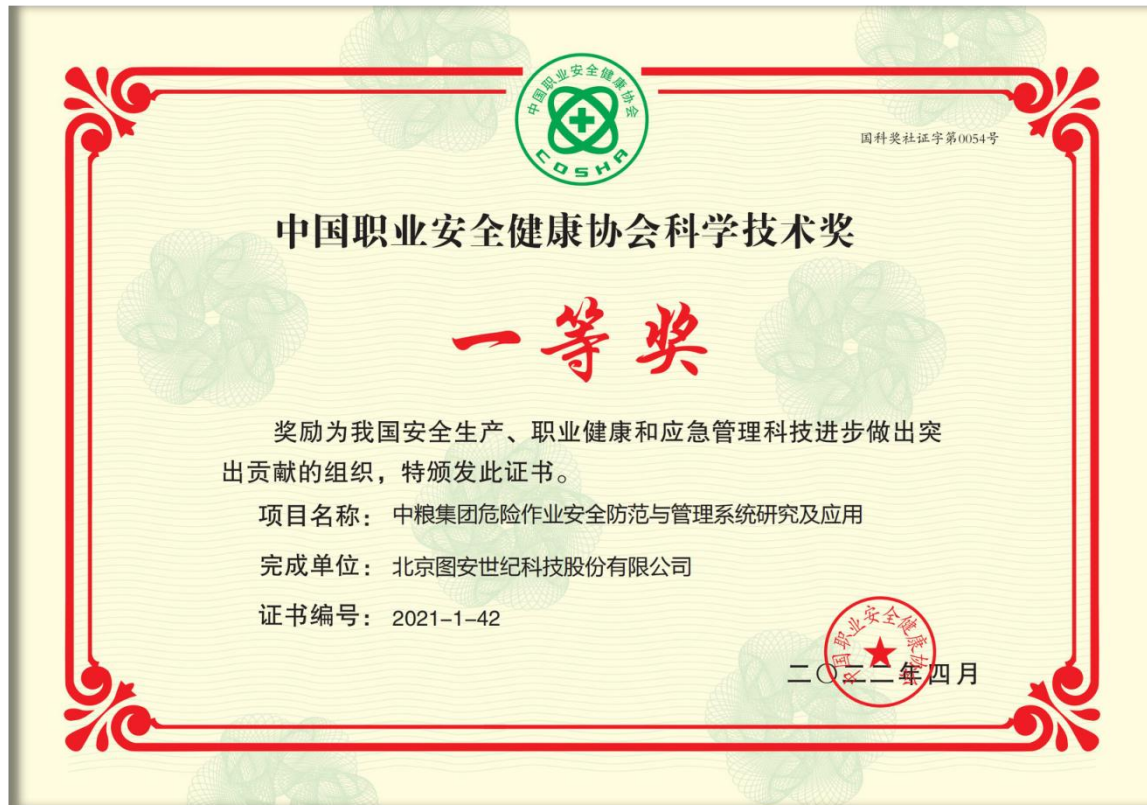 中国职业安全健康协会
COSHA
国科奖社证字第0054号
中国职业安全健康协会科学技术奖
一等奖
奖励为我国安全生产、职业健康和应急管理科技进步做出突
出贡献的组织，特颁发此证书。
项目名称： 中粮集团危险作业安全防范与管理系统研究及应用
完成单位： 北京图安世纪科技股份有限公司
证书编号： 2021-1-42
中国职业安全健康协会
二〇二二年四月